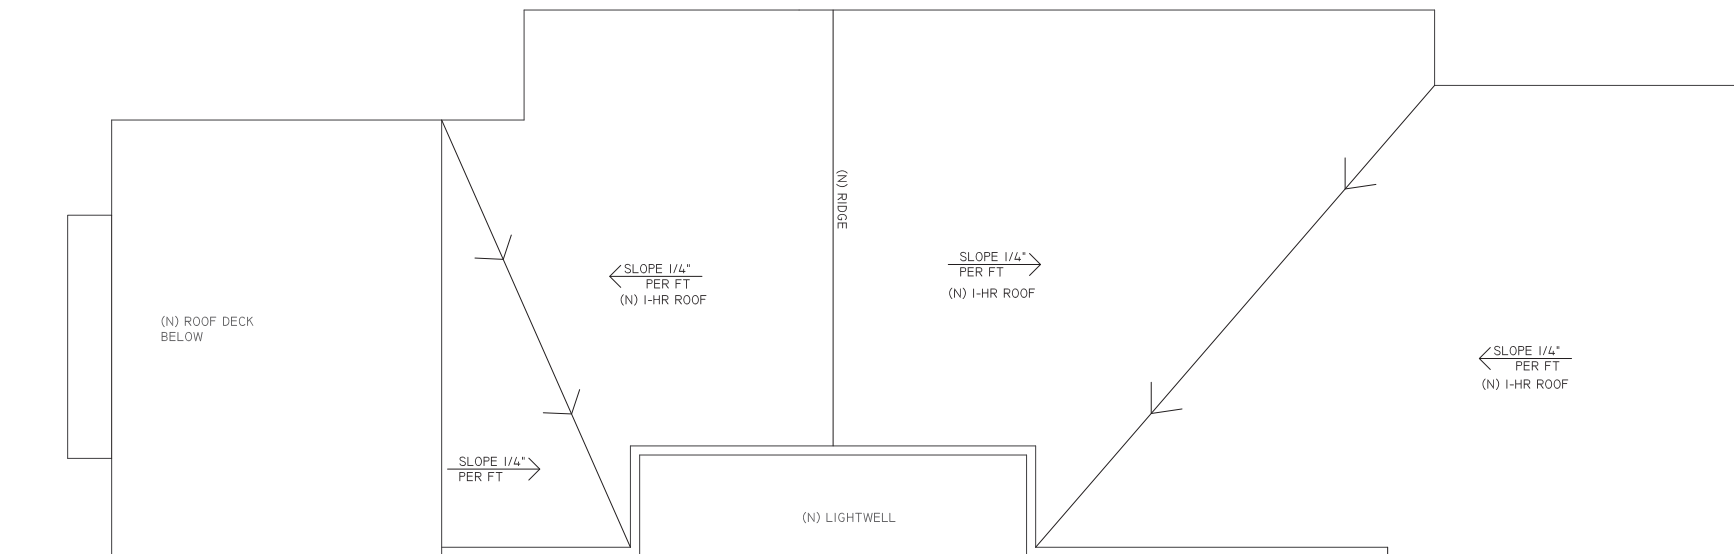 (N) RIDGE
SLOPE 1/4"
PER FT
(N) 1-HR ROOF
SLOPE 1/4"
PER FT
(N) 1-HR ROOF
(N) ROOF DECK
BELOW
SLOPE 1/4"
PER FT
(N) 1-HR ROOF
SLOPE 1/4"
PER FT
(N) LIGHTWELL